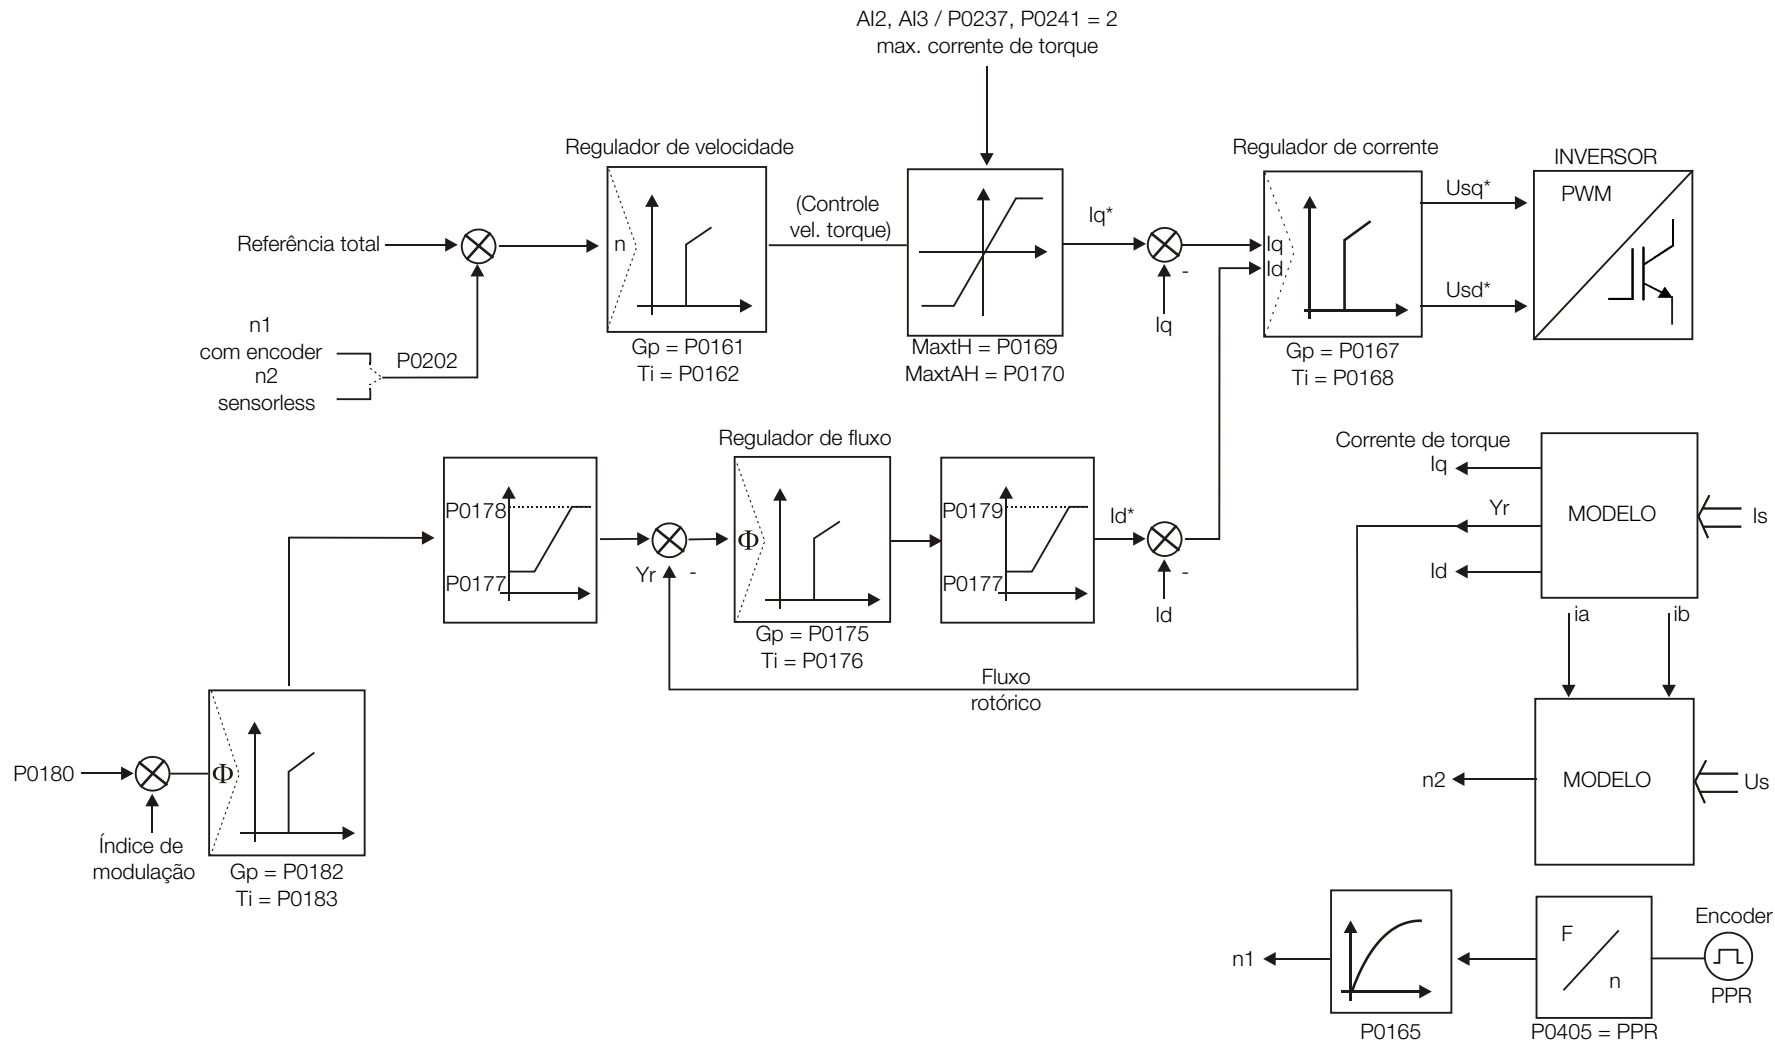 AI2, AI3 / P0237, P0241 = 2
max. corrente de torque
Regulador de velocidade
Regulador de corrente
INVERSOR
PWM
Usq*
(Controle
vel. torque)
Iq*
Referência total
n
Iq
Id
-
Usd*
Iq
n1
com encoder
n2
sensorless
P0202
Gp = P0161
Ti = P0162
MaxtH = P0169
MaxtAH = P0170
Gp = P0167
Ti = P0168
Regulador de fluxo
Corrente de torque
Iq
P0178
P0179
Id*
Yr
MODELO
Is
Φ
P0177
Yr
-
P0177
-
Id
Id
Gp = P0175
Ti = P0176
ia
ib
Fluxo
rotórico
P0180
Φ
n2
MODELO
Us
Índice de
modulação
Gp = P0182
Ti = P0183
Encoder
F
n
n1
PPR
P0165
P0405 = PPR